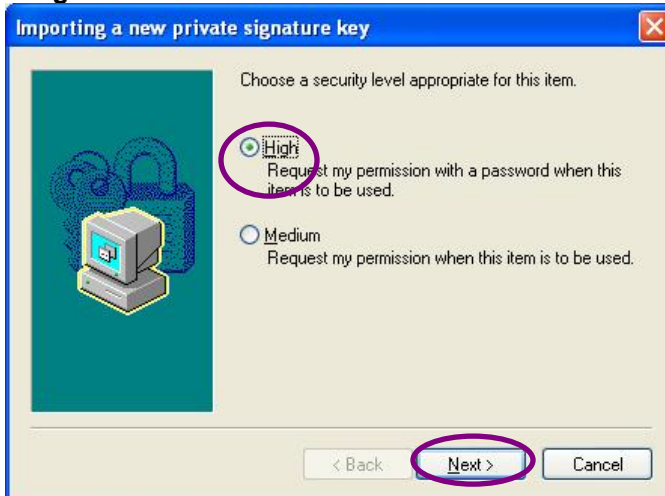 Importing a new private signature key
Choose a security level appropriate for this item.
High
Request my permission with a password when this
item is to be used.
Medium
Request my permission when this item is to be used.
< Back
Next >
Cancel